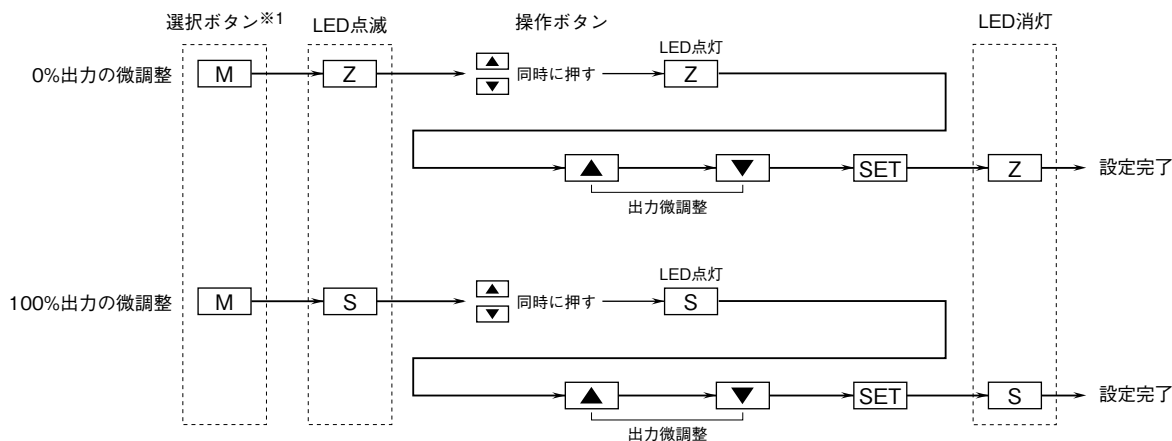 選択ボタン※1 LED点滅 操作ボタン LED消灯
LED点灯
0%出力の微調整 M Z ▲ ▼ 同時に押す Z
▲ ▼ SET Z 設定完了
出力微調整
LED点灯
100%出力の微調整 M S ▲ ▼ 同時に押す S
▲ ▼ SET S 設定完了
出力微調整